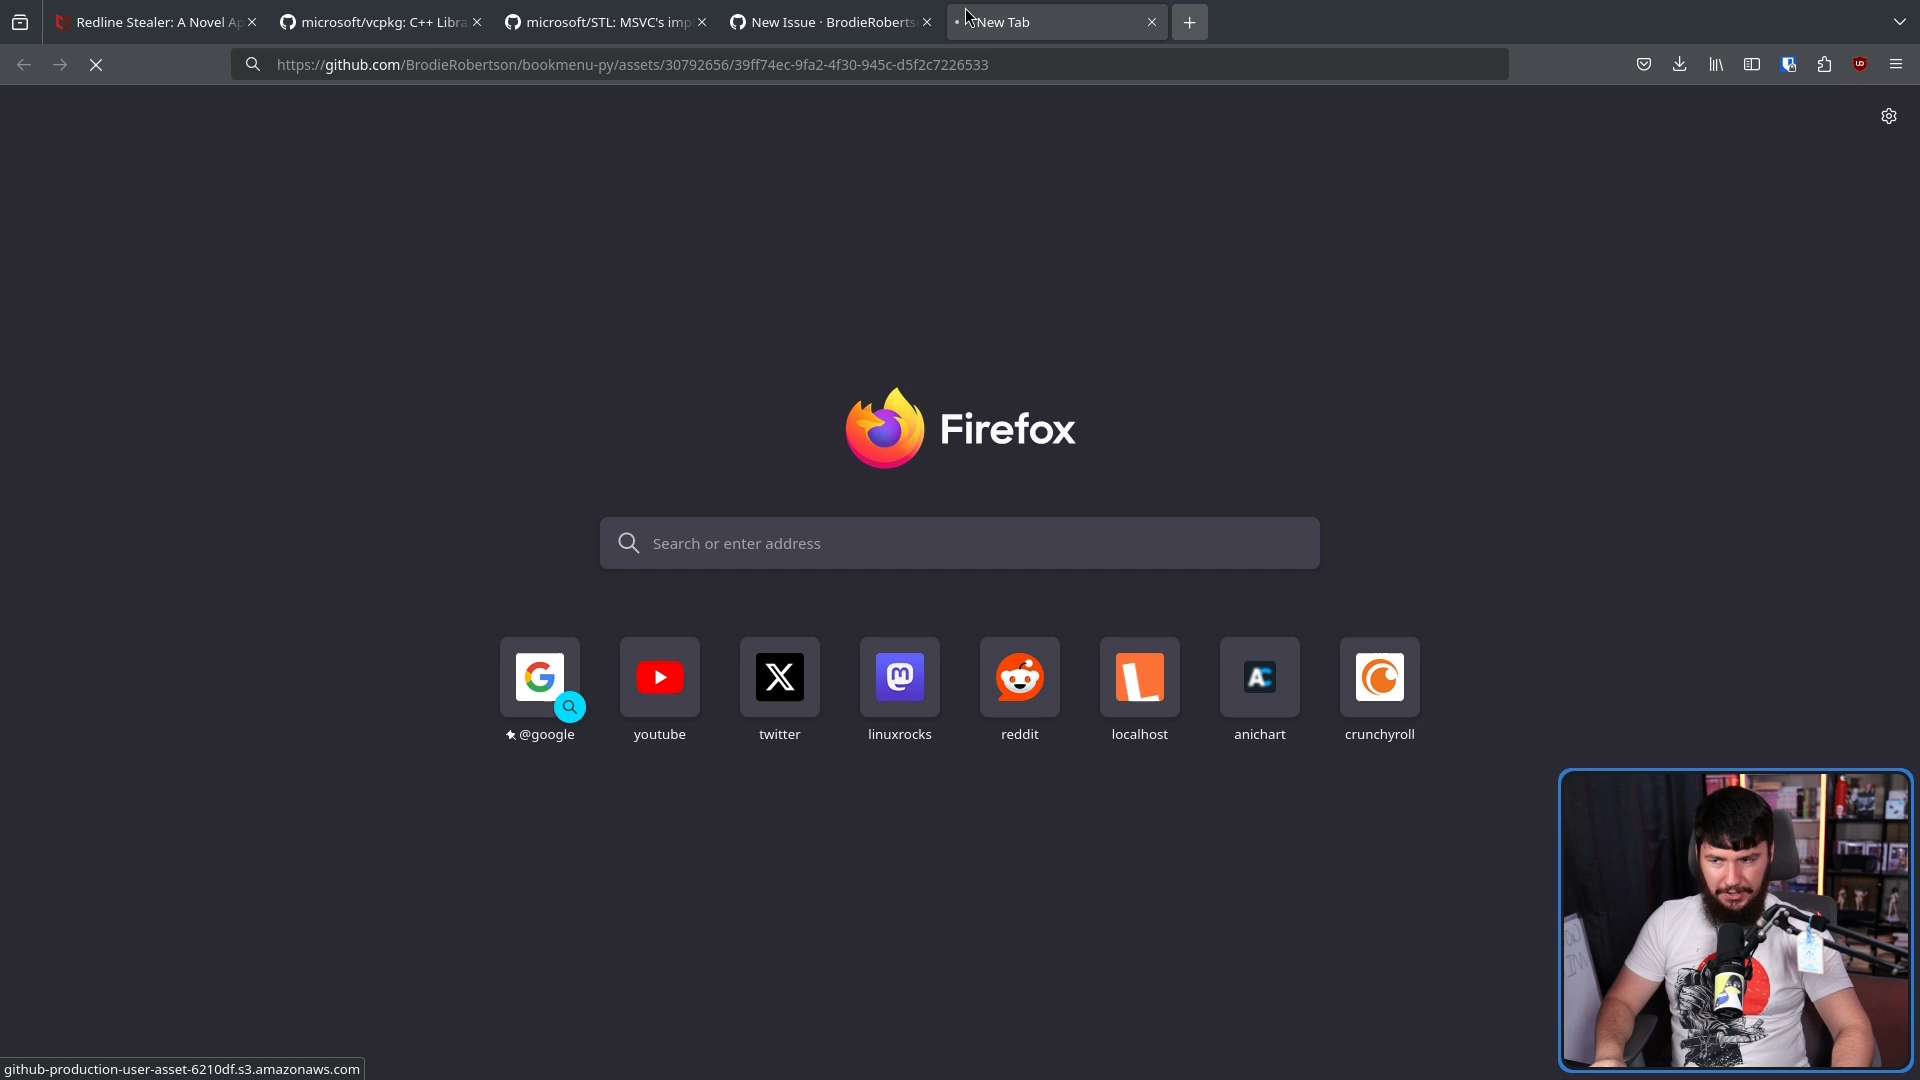 Redline Stealer: A Novel Ap
microsoft/vcpkg: C++ Libra
microsoft/STL: MSVC's imp
New Issue · BrodieRoberts
New Tab
https://github.com/BrodieRobertson/bookmenu-py/assets/30792656/39ff74ec-9fa2-4f30-945c-d5f2c7226533
Firefox
Search or enter address
@google
youtube
twitter
linuxrocks
reddit
localhost
anichart
crunchyroll
github-production-user-asset-6210df.s3.amazonaws.com